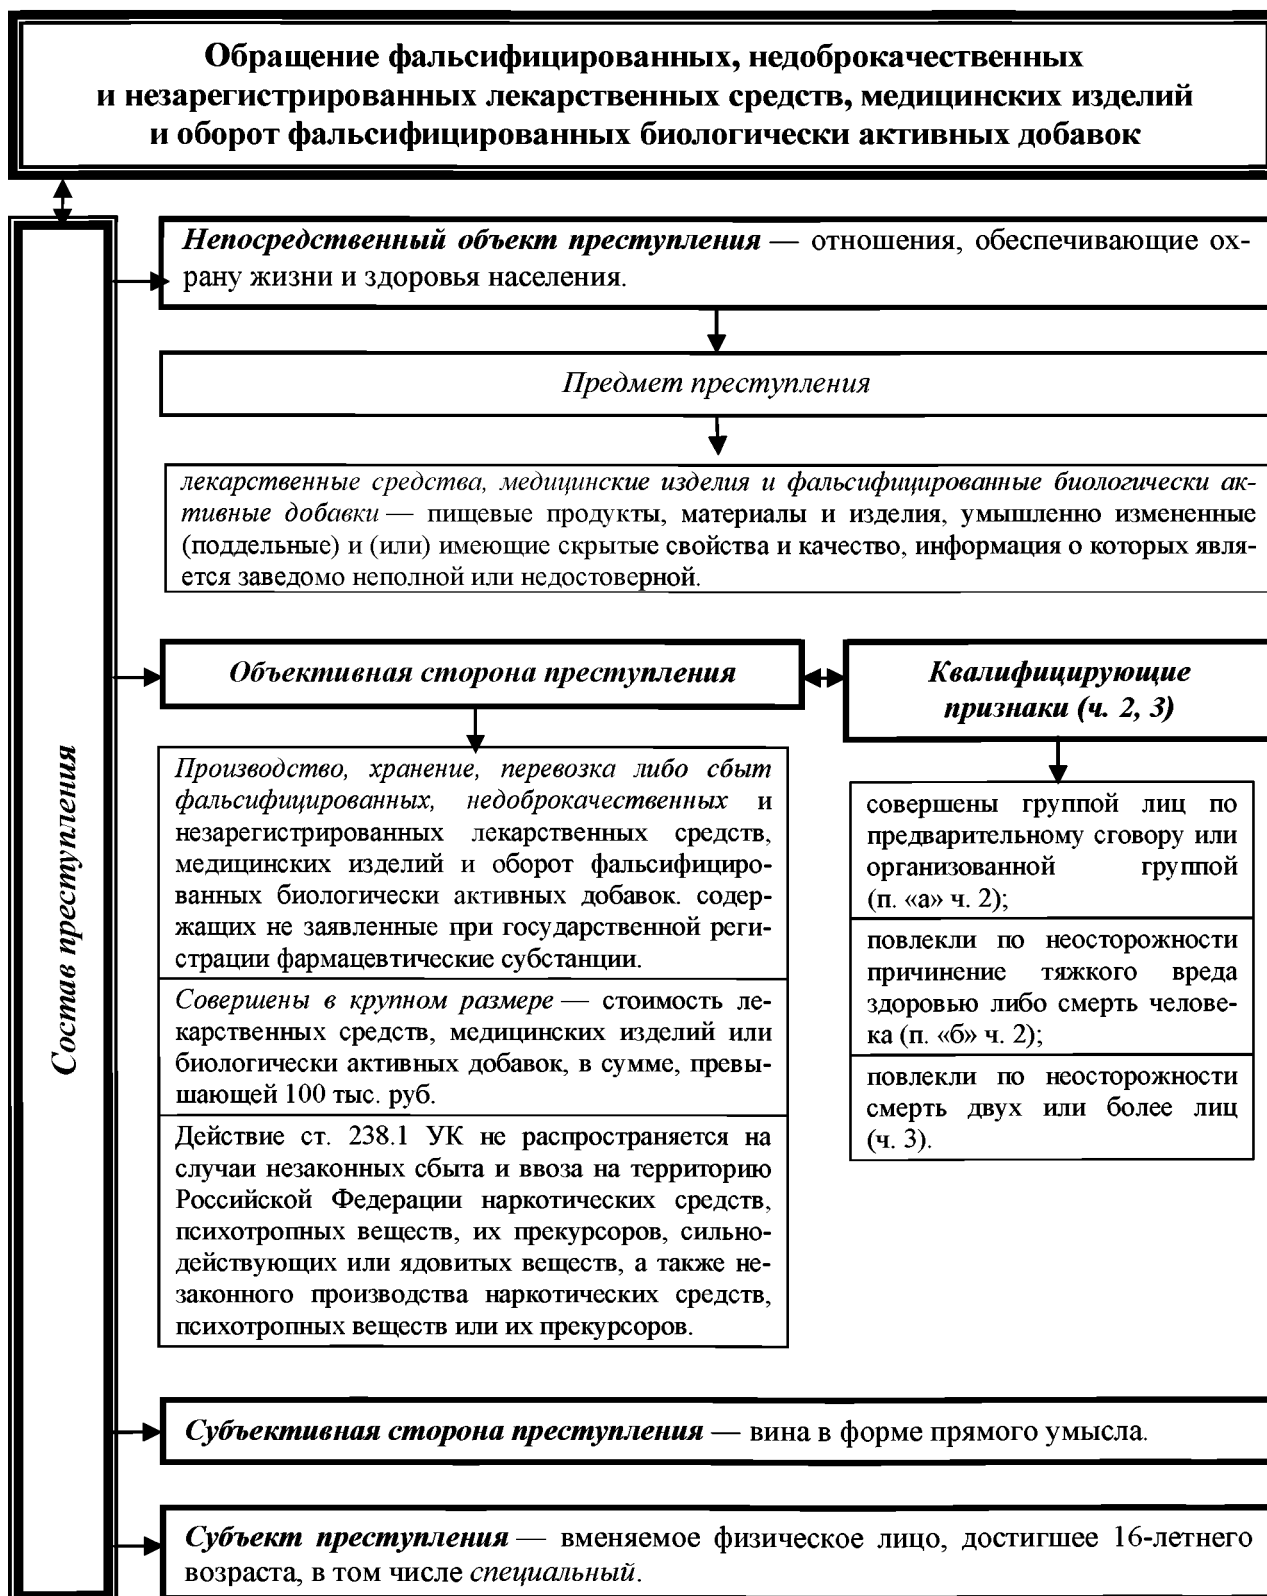 Обращение фальсифицированных, недоброкачественных
и незарегистрированных лекарственных средств, медицинских изделий
и оборот фальсифицированных биологически активных добавок
Состав преступления
Непосредственный объект преступления — отношения, обеспечивающие ох-
рану жизни и здоровья населения.
Предмет преступления
лекарственные средства, медицинские изделия и фальсифицированные биологически ак-
тивные добавки — пищевые продукты, материалы и изделия, умышленно измененные
(поддельные) и (или) имеющие скрытые свойства и качество, информация о которых явля-
ется заведомо неполной или недостоверной.
Объективная сторона преступления
Производство, хранение, перевозка либо сбыт
фальсифицированных, недоброкачественных и
незарегистрированных лекарственных средств,
медицинских изделий и оборот фальсифициро-
ванных биологически активных добавок. содер-
жащих не заявленные при государственной реги-
страции фармацевтические субстанции.
Совершены в крупном размере — стоимость ле-
карственных средств, медицинских изделий или
биологически активных добавок, в сумме, превы-
шающей 100 тыс. руб.
Действие ст. 238.1 УК не распространяется на
случаи незаконных сбыта и ввоза на территорию
Российской Федерации наркотических средств,
психотропных веществ, их прекурсоров, сильно-
действующих или ядовитых веществ, а также не-
законного производства наркотических средств,
психотропных веществ или их прекурсоров.
Квалифицирующие
признаки (ч. 2, 3)
совершены группой лиц по
предварительному сговору или
организованной группой
(п. «а» ч. 2);
повлекли по неосторожности
причинение тяжкого вреда
здоровью либо смерть челове-
ка (п. «б» ч. 2);
повлекли по неосторожности
смерть двух или более лиц
(ч. 3).
Субъективная сторона преступления — вина в форме прямого умысла.
Субъект преступления — вменяемое физическое лицо, достигшее 16-летнего
возраста, в том числе специальный.